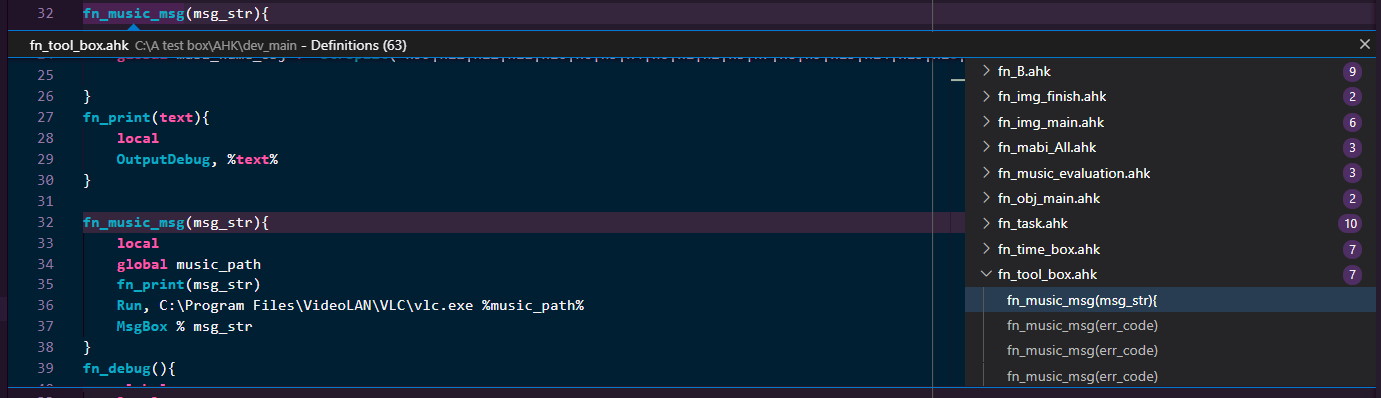 32 fn_music_msg(msg_str){
fn_tool_box.ahk C:\A test box\AHK\dev_main - Definitions (63)
25
26 }
27 fn_print(text){
28 local
29 OutputDebug, %text%
30 }
31
32 fn_music_msg(msg_str){
33 local
34 global music_path
35 fn_print(msg_str)
36 Run, C:\Program Files\VideoLAN\VLC\vlc.exe %music_path%
37 MsgBox % msg_str
38 }
39 fn_debug(){
fn_B.ahk 9
fn_img_finish.ahk 2
fn_img_main.ahk 6
fn_mabi_All.ahk 3
fn_music_evaluation.ahk 3
fn_obj_main.ahk 2
fn_task.ahk 10
fn_time_box.ahk 7
fn_tool_box.ahk 7
fn_music_msg(msg_str){
fn_music_msg(err_code)
fn_music_msg(err_code)
fn_music_msg(err_code)